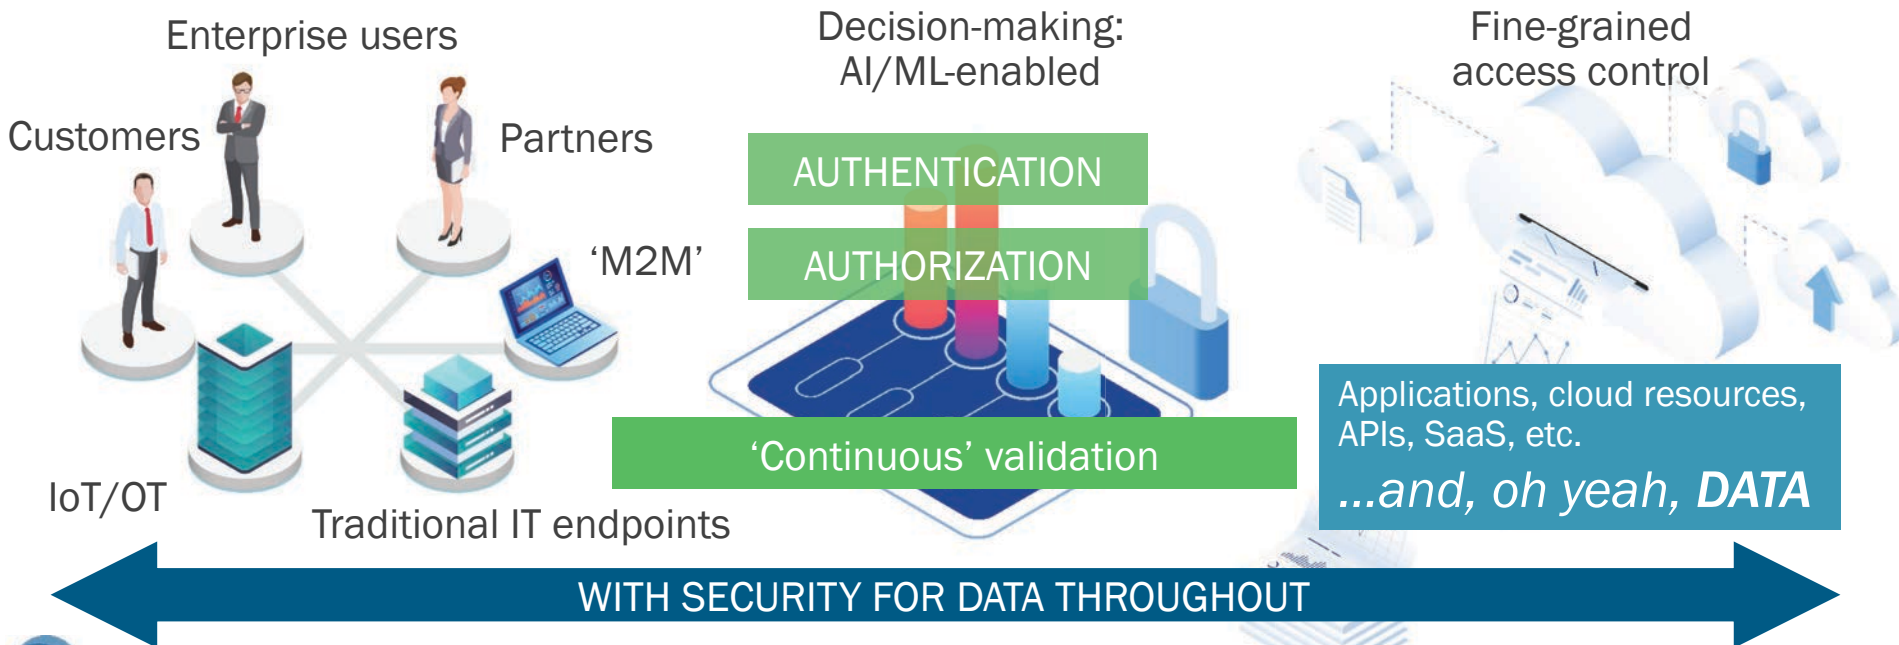 Enterprise users
Customers
Partners
‘M2M’
IoT/OT
Traditional IT endpoints
Decision-making:
AI/ML-enabled
AUTHENTICATION
AUTHORIZATION
‘Continuous’ validation
Fine-grained
access control
Applications, cloud resources,
APIs, SaaS, etc.
...and, oh yeah, DATA
WITH SECURITY FOR DATA THROUGHOUT